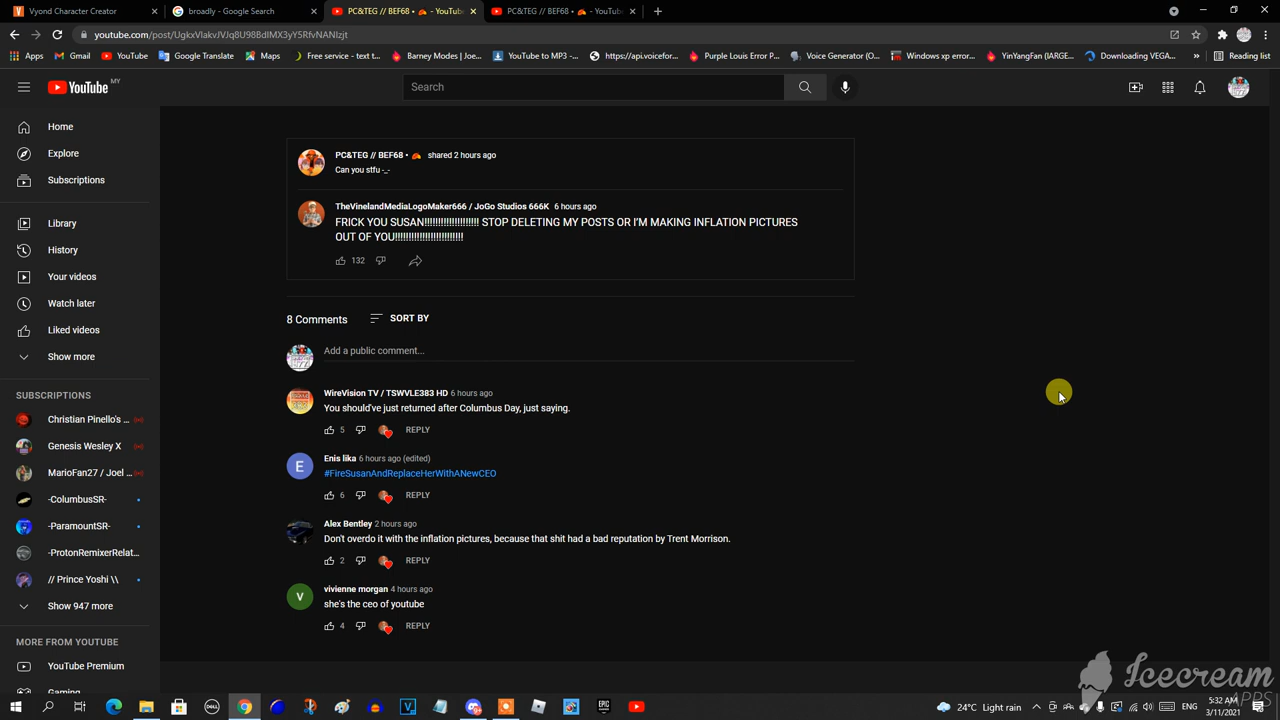 Vyond Character Creator
broadly - Google Search
PC&TEG // BEF68 • - YouTube
PC&TEG // BEF68 • - YouTube
youtube.com/post/UgkxVIakvJVJq8U98BdIMX3yY5RfvNANIzjt
Apps
Gmail
YouTube
Google Translate
Maps
Free service - text t...
Barney Modes | Joe...
YouTube to MP3 -...
https://api.voicefor...
Purple Louis Error P...
Voice Generator (O...
Windows xp error...
YinYangFan (lARGE...
Downloading VEGA...
»
Reading list
YouTube MY
Search
Home
Explore
Subscriptions
Library
History
Your videos
Watch later
Liked videos
Show more
SUBSCRIPTIONS
Christian Pinello's ...
Genesis Wesley X
MarioFan27 / Joel ...
-ColumbusSR-
-ParamountSR-
-ProtonRemixerRelat...
// Prince Yoshi \\
Show 947 more
MORE FROM YOUTUBE
YouTube Premium
Gaming
PC&TEG // BEF68 • shared 2 hours ago
Can you stfu -_-
TheVinelandMediaLogoMaker666 / JoGo Studios 666K 6 hours ago
FRICK YOU SUSAN!!!!!!!!!!!!!!!!!!!! STOP DELETING MY POSTS OR I'M MAKING INFLATION PICTURES
OUT OF YOU!!!!!!!!!!!!!!!!!!!!!!!!!
132
8 Comments SORT BY
Add a public comment...
WireVision TV / TSWVLE383 HD 6 hours ago
You should've just returned after Columbus Day, just saying.
5 REPLY
E
Enis lika 6 hours ago (edited)
#FireSusanAndReplaceHerWithANewCEO
6 REPLY
Alex Bentley 2 hours ago
Don't overdo it with the inflation pictures, because that shit had a bad reputation by Trent Morrison.
2 REPLY
V
vivienne morgan 4 hours ago
she's the ceo of youtube
4 REPLY
Icecream
APPS
DELL
EPIC
24°C Light rain
ENG
5:32 AM
3/11/2021